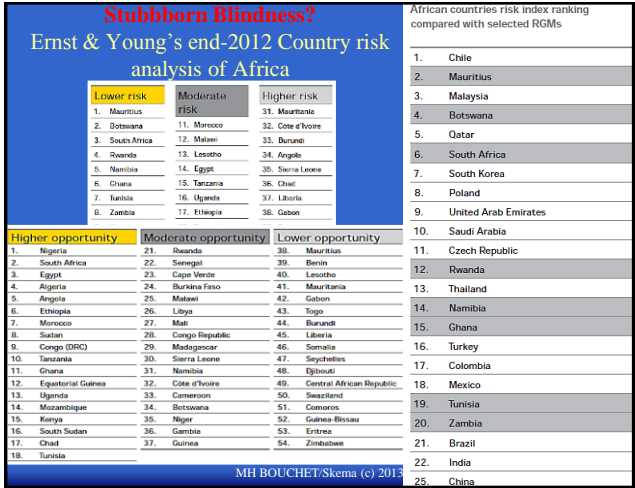 Stubbborn Blindness?
Ernst & Young's end-2012 Country risk
analysis of Africa
Lower risk
1. Mauritius
2. Botswana
3. South Africa
4. Rwanda
5. Namibia
6. Ghana
7. Tunisia
8. Zambia
Moderate
risk
11. Morocco
12. Malawi
13. Lesotho
14. Egypt
15. Tanzania
16. Uganda
17. Ethiopia
Higher risk
31. Mauritania
32. Côte d'Ivoire
33. Burundi
34. Angola
35. Sierra Leone
36. Chad
37. Liberia
38. Gabon
Higher opportunity
1. Nigeria
2. South Africa
3. Egypt
4. Algeria
5. Angola
6. Ethiopia
7. Morocco
8. Sudan
9. Congo (DRC)
10. Tanzania
11. Ghana
12. Equatorial Guinea
13. Uganda
14. Mozambique
15. Kenya
16. South Sudan
17. Chad
18. Tunisia
Moderate opportunity
21. Rwanda
22. Senegal
23. Cape Verde
24. Burkina Faso
25. Malawi
26. Libya
27. Mali
28. Congo Republic
29. Madagascar
30. Sierra Leone
31. Namibia
32. Côte d'Ivoire
33. Cameroon
34. Botswana
35. Niger
36. Gambia
37. Guinea
Lower opportunity
38. Mauritius
39. Benin
40. Lesotho
41. Mauritania
42. Gabon
43. Togo
44. Burundi
45. Liberia
46. Somalia
47. Seychelles
48. Djibouti
49. Central African Republic
50. Swaziland
51. Comoros
52. Guinea-Bissau
53. Eritrea
54. Zimbabwe
MH BOUCHET/Skema (c) 2013
African countries risk index ranking
compared with selected RGMs
1. Chile
2. Mauritius
3. Malaysia
4. Botswana
5. Qatar
6. South Africa
7. South Korea
8. Poland
9. United Arab Emirates
10. Saudi Arabia
11. Czech Republic
12. Rwanda
13. Thailand
14. Namibia
15. Ghana
16. Turkey
17. Colombia
18. Mexico
19. Tunisia
20. Zambia
21. Brazil
22. India
25. China